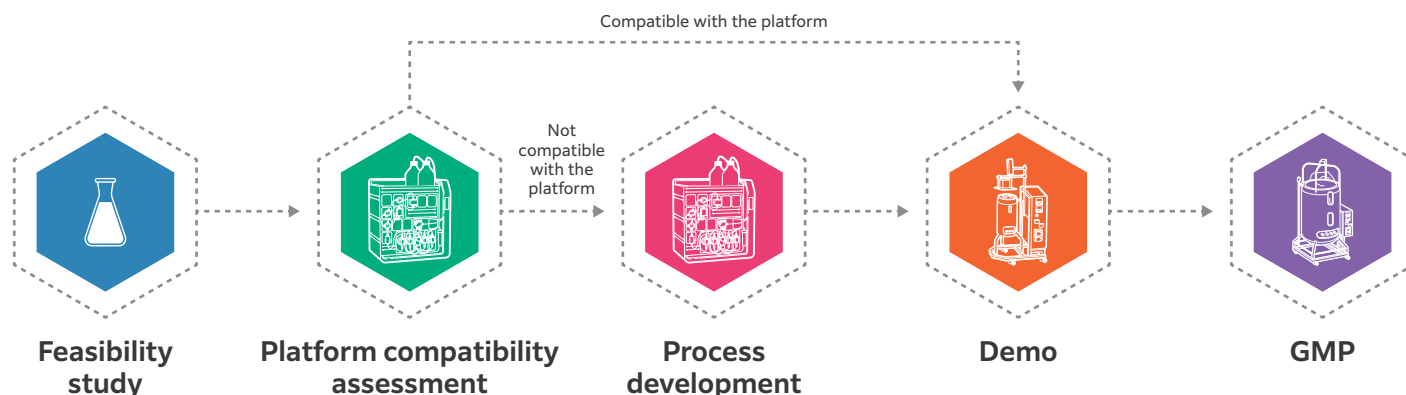 Compatible with the platform
Not
compatible
with the
platform
Feasibility
study
Platform compatibility
assessment
Process
development
Demo
GMP